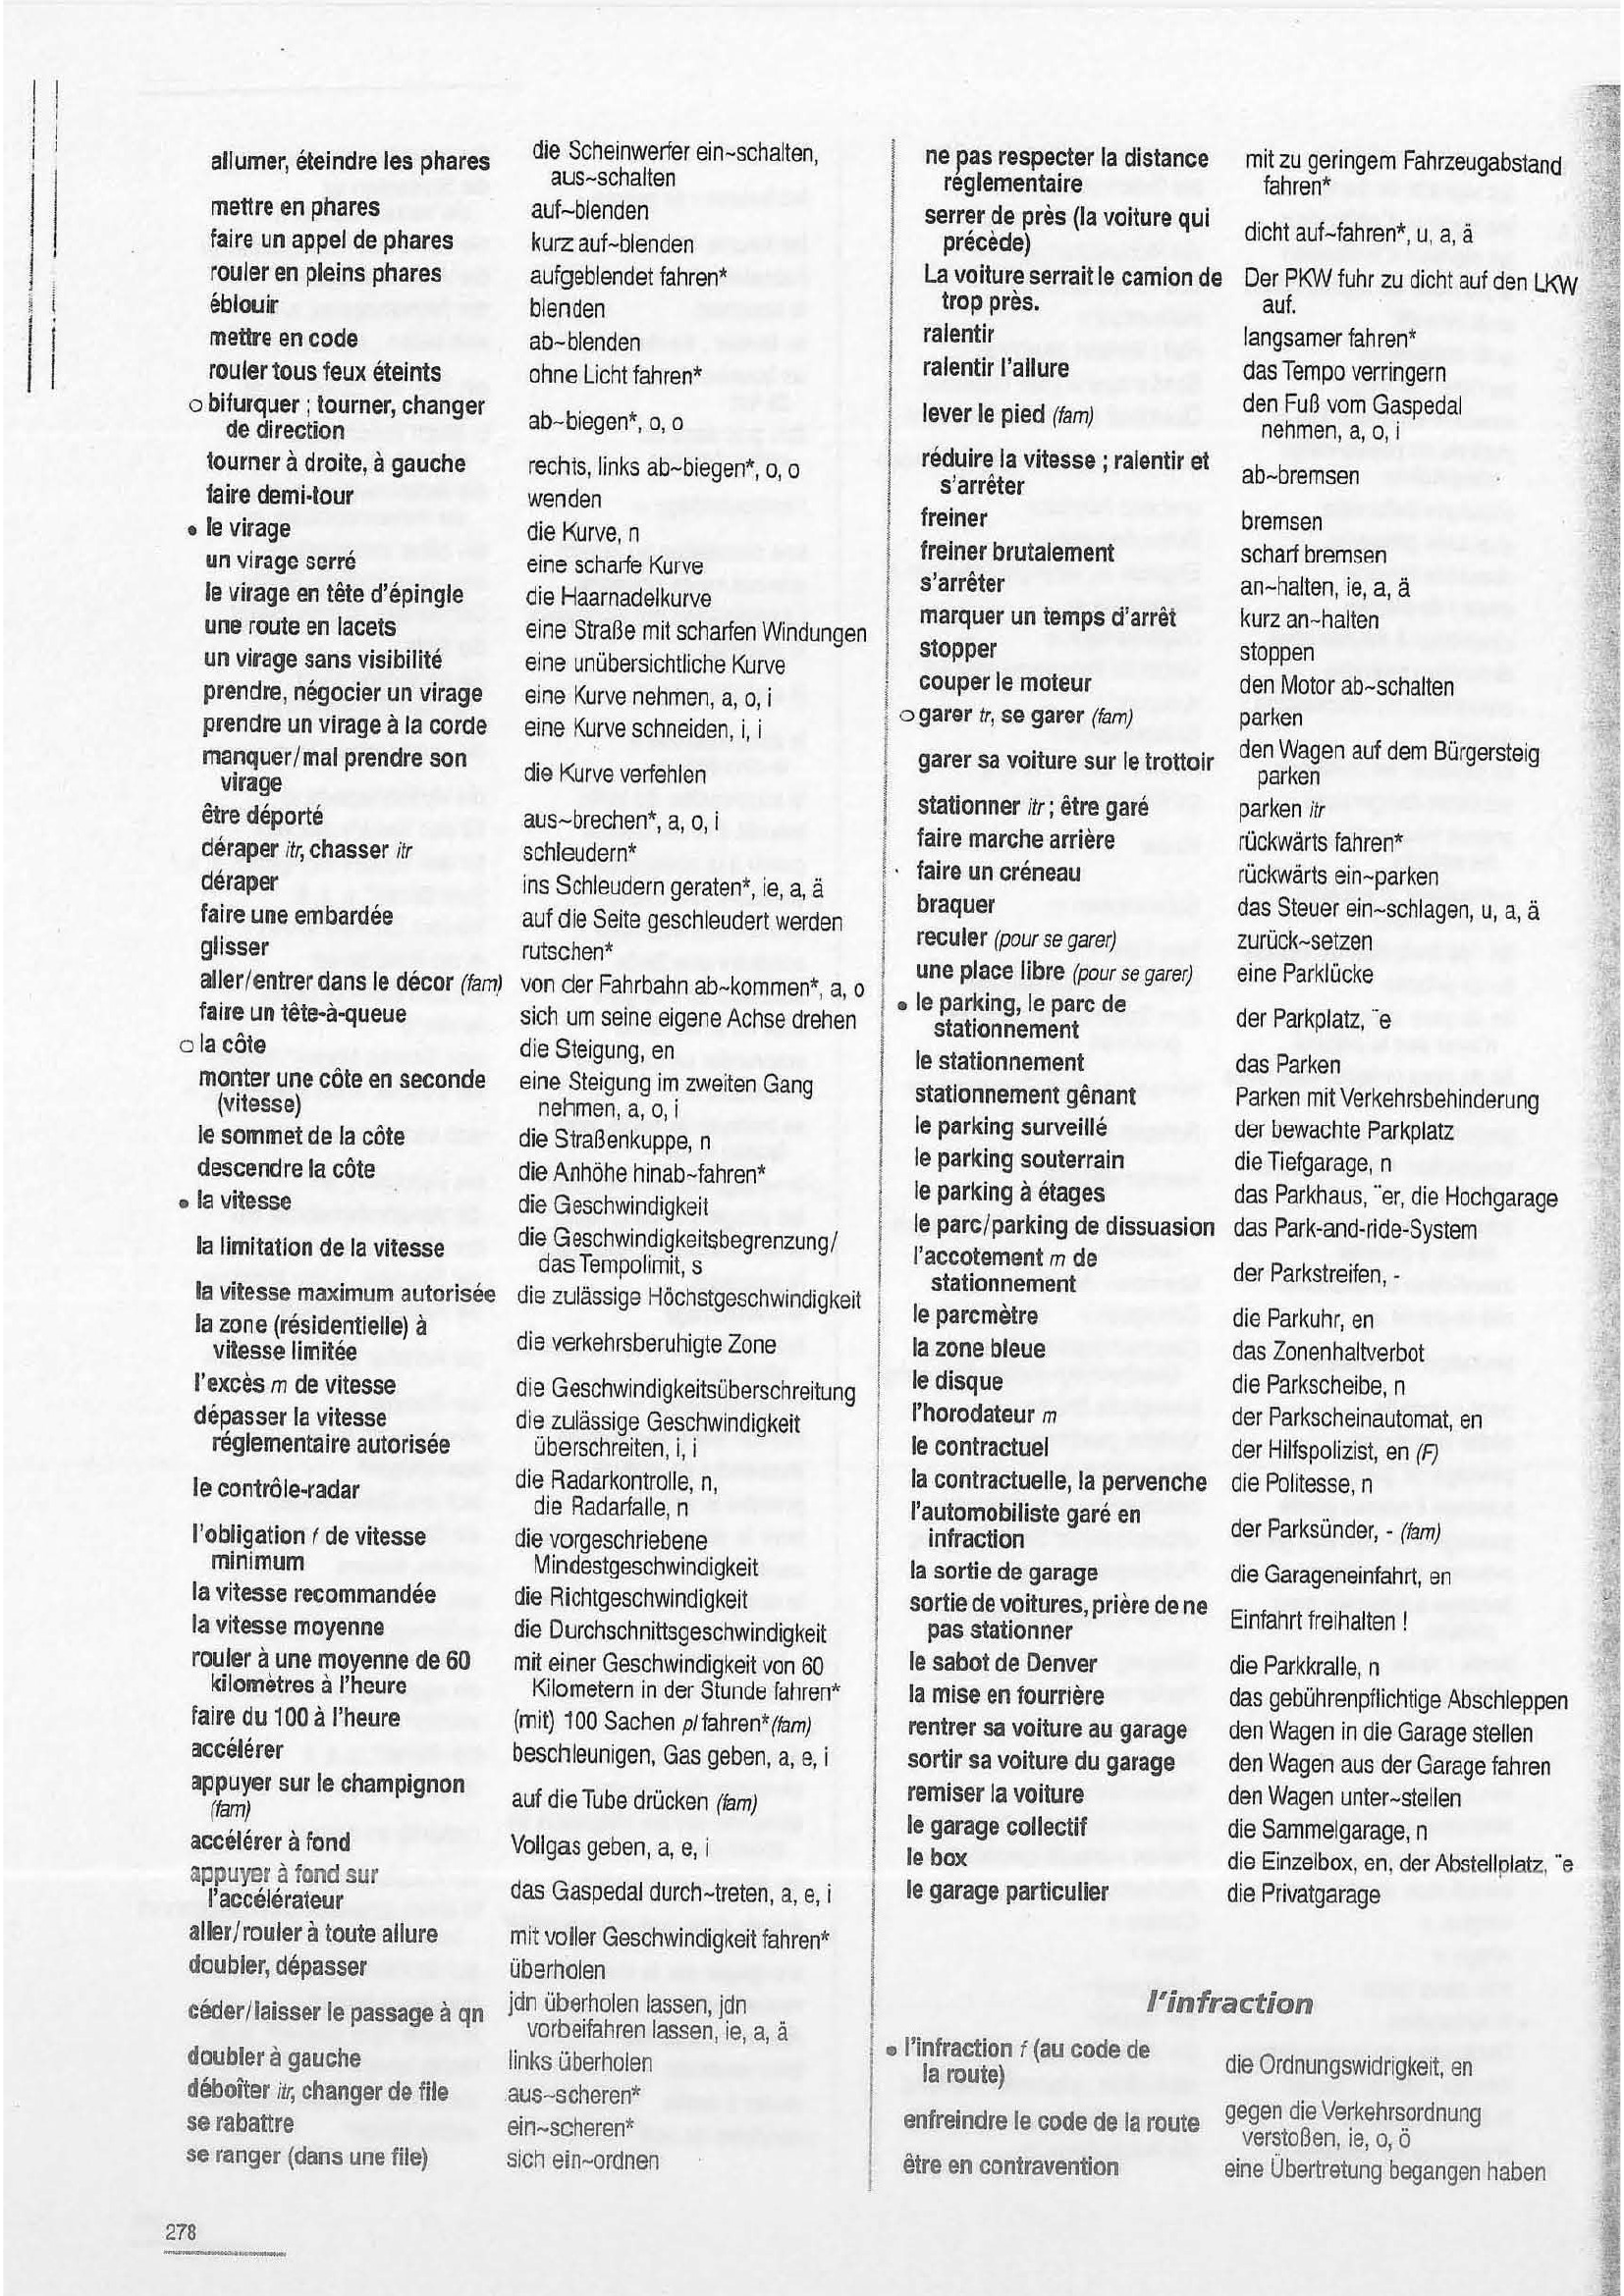 allumer, éteindre les phares die Scheinwerfer ein~schalten,
aus~schalten
mettre en phares auf~blenden
faire un appel de phares kurz auf~blenden
rouler en pleins phares aufgeblendet fahren*
éblouir blenden
mettre en code ab~blenden
rouler tous feux éteints ohne Licht fahren*
○ bifurquer ; tourner, changer
de direction ab~biegen*, o, o
tourner à droite, à gauche rechts, links ab~biegen*, o, o
faire demi-tour wenden
● le virage die Kurve, n
un virage serré eine scharfe Kurve
le virage en tête d'épingle die Haarnadelkurve
une route en lacets eine Straße mit scharfen Windungen
un virage sans visibilité eine unübersichtliche Kurve
prendre, négocier un virage eine Kurve nehmen, a, o, i
prendre un virage à la corde eine Kurve schneiden, i, i
manquer/mal prendre son
virage die Kurve verfehlen
être déporté aus~brechen*, a, o, i
déraper itr, chasser itr schleudern*
déraper ins Schleudern geraten*, ie, a, ä
faire une embardée auf die Seite geschleudert werden
glisser rutschen*
aller/entrer dans le décor (fam) von der Fahrbahn ab~kommen*, a, o
faire un tête-à-queue sich um seine eigene Achse drehen
○ la côte die Steigung, en
monter une côte en seconde eine Steigung im zweiten Gang
(vitesse) nehmen, a, o, i
le sommet de la côte die Straßenkuppe, n
descendre la côte die Anhöhe hinab~fahren*
● la vitesse die Geschwindigkeit
la limitation de la vitesse die Geschwindigkeitsbegrenzung/
das Tempolimit, s
la vitesse maximum autorisée die zulässige Höchstgeschwindigkeit
la zone (résidentielle) à
vitesse limitée die verkehrsberuhigte Zone
l'excès m de vitesse die Geschwindigkeitsüberschreitung
dépasser la vitesse die zulässige Geschwindigkeit
réglementaire autorisée überschreiten, i, i
le contrôle-radar die Radarkontrolle, n,
die Radarfalle, n
l'obligation f de vitesse die vorgeschriebene
minimum Mindestgeschwindigkeit
la vitesse recommandée die Richtgeschwindigkeit
la vitesse moyenne die Durchschnittsgeschwindigkeit
rouler à une moyenne de 60 mit einer Geschwindigkeit von 60
kilomètres à l'heure Kilometern in der Stunde fahren*
faire du 100 à l'heure (mit) 100 Sachen pl fahren* (fam)
accélérer beschleunigen, Gas geben, a, e, i
appuyer sur le champignon
(fam) auf die Tube drücken (fam)
accélérer à fond Vollgas geben, a, e, i
appuyer à fond sur
l'accélérateur das Gaspedal durch~treten, a, e, i
aller/rouler à toute allure mit voller Geschwindigkeit fahren*
doubler, dépasser überholen
céder/laisser le passage à qn jdn überholen lassen, jdn
vorbeifahren lassen, ie, a, ä
doubler à gauche links überholen
déboîter itr, changer de file aus~scheren*
se rabattre ein~scheren*
se ranger (dans une file) sich ein~ordnen
278
ne pas respecter la distance mit zu geringem Fahrzeugabstand
réglementaire fahren*
serrer de près (la voiture qui
précède) dicht auf~fahren*, u, a, ä
La voiture serrait le camion de Der PKW fuhr zu dicht auf den LKW
trop près. auf.
ralentir langsamer fahren*
ralentir l'allure das Tempo verringern
lever le pied (fam) den Fuß vom Gaspedal
nehmen, a, o, i
réduire la vitesse ; ralentir et
s'arrêter ab~bremsen
freiner bremsen
freiner brutalement scharf bremsen
s'arrêter an~halten, ie, a, ä
marquer un temps d'arrêt kurz an~halten
stopper stoppen
couper le moteur den Motor ab~schalten
○ garer tr, se garer (fam) parken
garer sa voiture sur le trottoir den Wagen auf dem Bürgersteig
parken
stationner itr ; être garé parken itr
faire marche arrière rückwärts fahren*
faire un créneau rückwärts ein~parken
braquer das Steuer ein~schlagen, u, a, ä
reculer (pour se garer) zurück~setzen
une place libre (pour se garer) eine Parklücke
● le parking, le parc de
stationnement der Parkplatz, ¨e
le stationnement das Parken
stationnement gênant Parken mit Verkehrsbehinderung
le parking surveillé der bewachte Parkplatz
le parking souterrain die Tiefgarage, n
le parking à étages das Parkhaus, ¨er, die Hochgarage
le parc/parking de dissuasion das Park-and-ride-System
l'accotement m de
stationnement der Parkstreifen, -
le parcmètre die Parkuhr, en
la zone bleue das Zonenhaltverbot
le disque die Parkscheibe, n
l'horodateur m der Parkscheinautomat, en
le contractuel der Hilfspolizist, en (F)
la contractuelle, la pervenche die Politesse, n
l'automobiliste garé en
infraction der Parksünder, - (fam)
la sortie de garage die Garageneinfahrt, en
sortie de voitures, prière de ne
pas stationner Einfahrt freihalten !
le sabot de Denver die Parkkralle, n
la mise en fourrière das gebührenpflichtige Abschleppen
rentrer sa voiture au garage den Wagen in die Garage stellen
sortir sa voiture du garage den Wagen aus der Garage fahren
remiser la voiture den Wagen unter~stellen
le garage collectif die Sammelgarage, n
le box die Einzelbox, en, der Abstellplatz, ¨e
le garage particulier die Privatgarage
l'infraction
● l'infraction f (au code de
la route) die Ordnungswidrigkeit, en
enfreindre le code de la route gegen die Verkehrsordnung
verstoßen, ie, o, ö
être en contravention eine Übertretung begangen haben